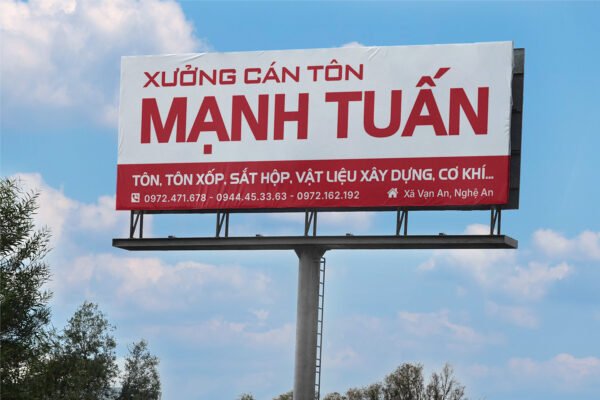 XƯỞNG CÁN TÔN
MẠNH TUẤN
TÔN, TÔN XỐP, SẮT HỘP, VẬT LIỆU XÂY DỰNG, CƠ KHÍ...
0972.471.678 - 0944.45.33.63 - 0972.162.192 Xã Vạn An, Nghệ An